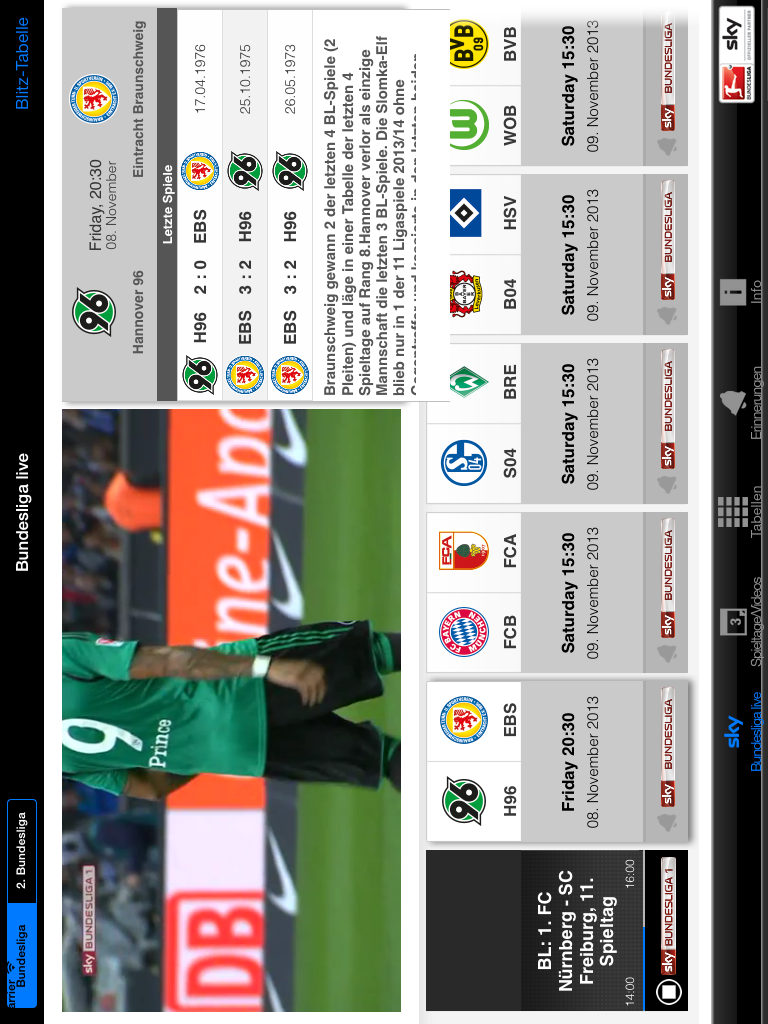 arrier
Bundesliga
2. Bundesliga
Bundesliga live
Blitz-Tabelle
sky BUNDESLIGA 1
DB
ine-Apo
9
Prince
96
Friday, 20:30
08. November
Hannover 96
Eintracht Braunschweig
Letzte Spiele
H96 2 : 0 EBS 17.04.1976
EBS 3 : 2 H96 25.10.1975
EBS 3 : 2 H96 26.05.1973
Braunschweig gewann 2 der letzten 4 BL-Spiele (2
Pleiten) und läge in einer Tabelle der letzten 4
Spieltage auf Rang 8.Hannover verlor als einzige
Mannschaft die letzten 3 BL-Spiele. Die Slomka-Elf
blieb nur in 1 der 11 Ligaspiele 2013/14 ohne
BL: 1. FC
Nürnberg - SC
Freiburg, 11.
Spieltag
14:00 16:00
sky BUNDESLIGA 1
H96 EBS
Friday 20:30
08. November 2013
sky BUNDESLIGA
FCB FCA
Saturday 15:30
09. November 2013
sky BUNDESLIGA
S04 BRE
Saturday 15:30
09. November 2013
sky BUNDESLIGA
B04 HSV
Saturday 15:30
09. November 2013
sky BUNDESLIGA
WOB BVB
Saturday 15:30
09. November 2013
sky BUNDESLIGA
sky
Bundesliga live
3.
Spieltage/Videos
Tabellen
Erinnerungen
i
Info
BUNDESLIGA
sky